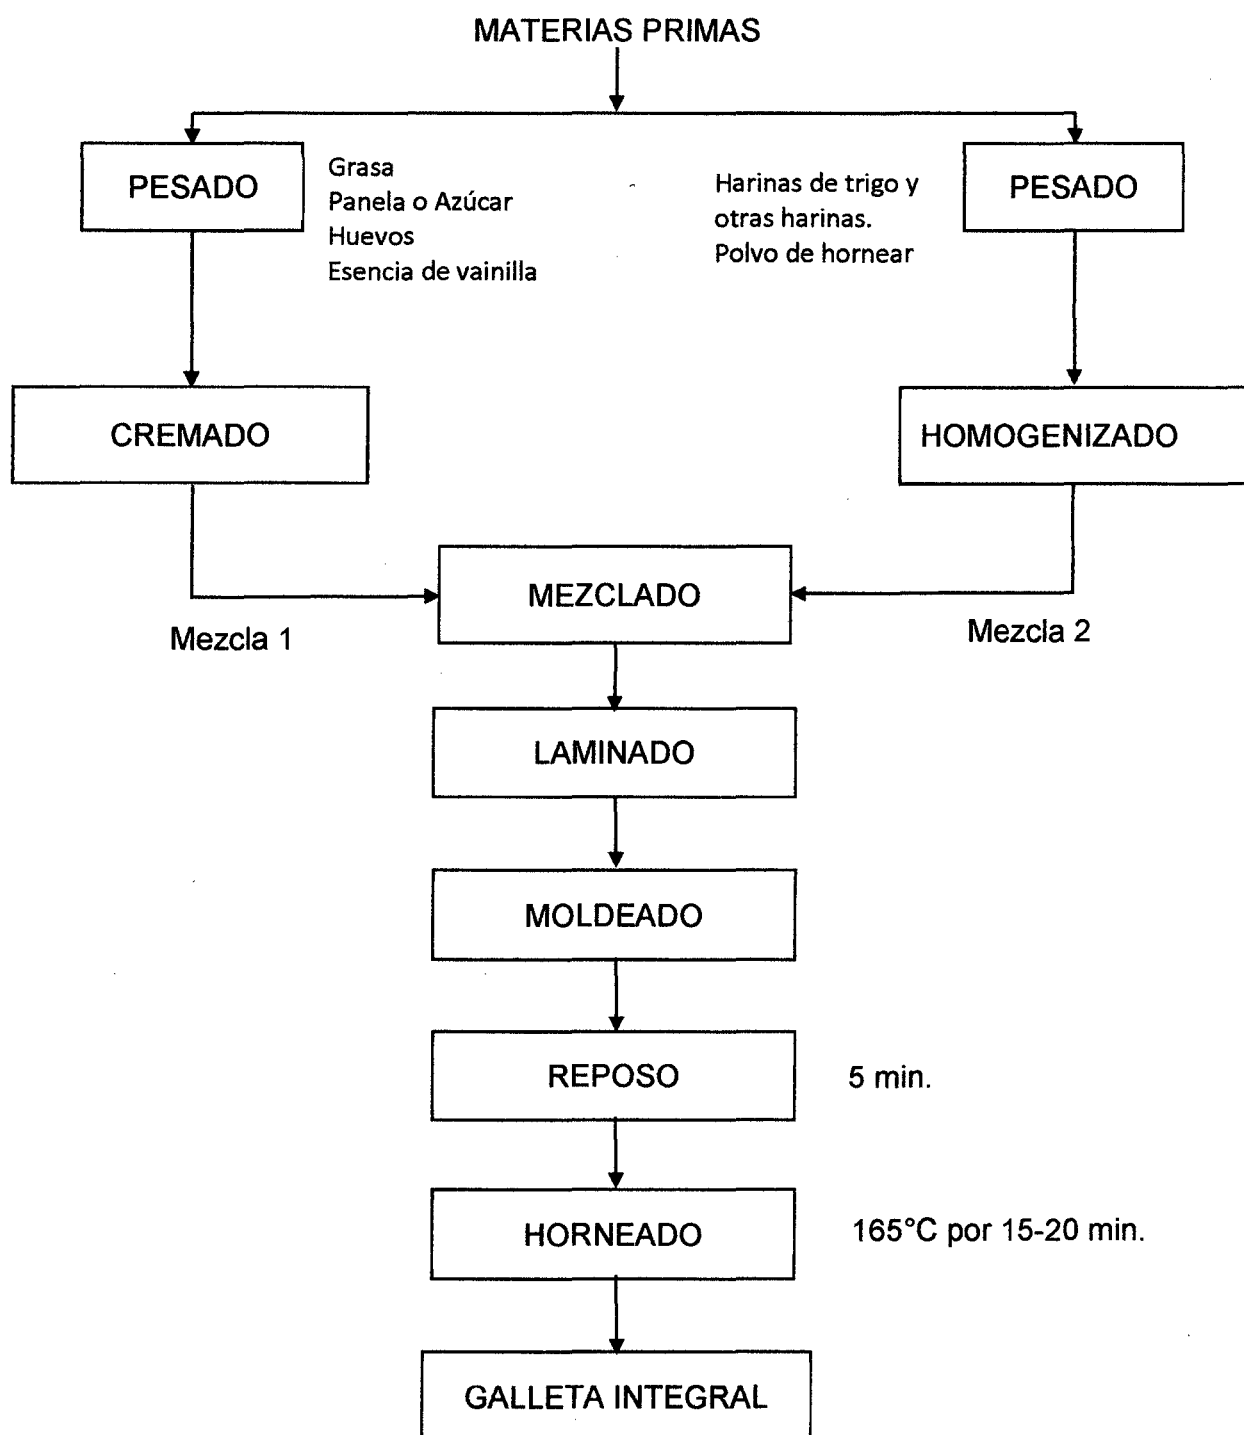 MATERIAS PRIMAS
PESADO
Grasa
Panela o Azúcar
Huevos
Esencia de vainilla
Harinas de trigo y
otras harinas.
Polvo de hornear
PESADO
CREMADO
HOMOGENIZADO
MEZCLADO
Mezcla 1
Mezcla 2
LAMINADO
MOLDEADO
REPOSO
5 min.
HORNEADO
165°C por 15-20 min.
GALLETA INTEGRAL